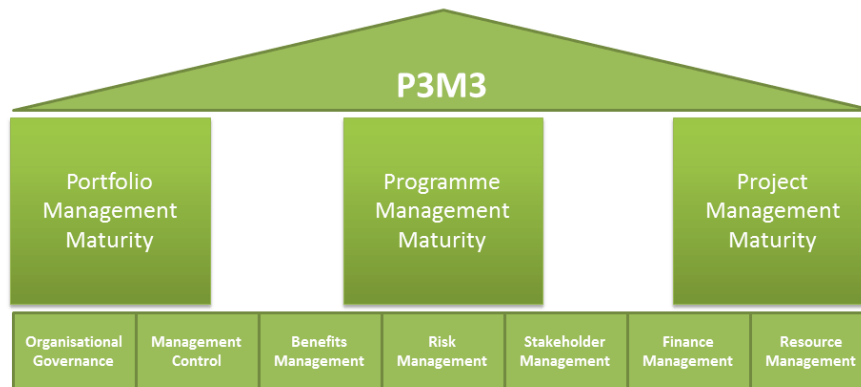 P3M3
Portfolio
Management
Maturity
Programme
Management
Maturity
Project
Management
Maturity
Organisational
Governance
Management
Control
Benefits
Management
Risk
Management
Stakeholder
Management
Finance
Management
Resource
Management